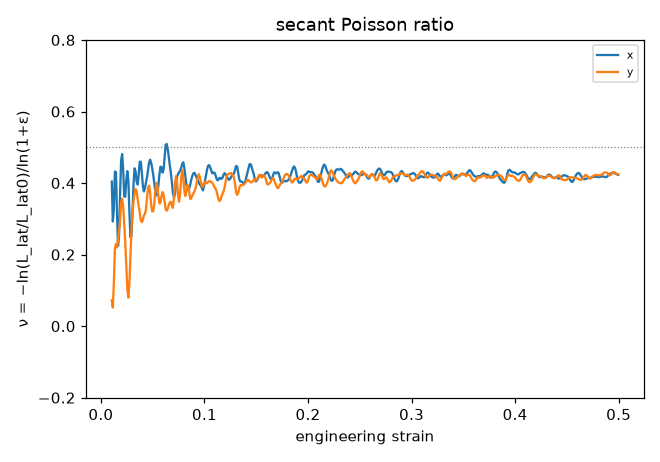 secant Poisson ratio
ν = −ln(L_lat/L_lat0)/ln(1+ε)
0.8
0.6
0.4
0.2
0.0
−0.2
x
y
0.0 0.1 0.2 0.3 0.4 0.5
engineering strain